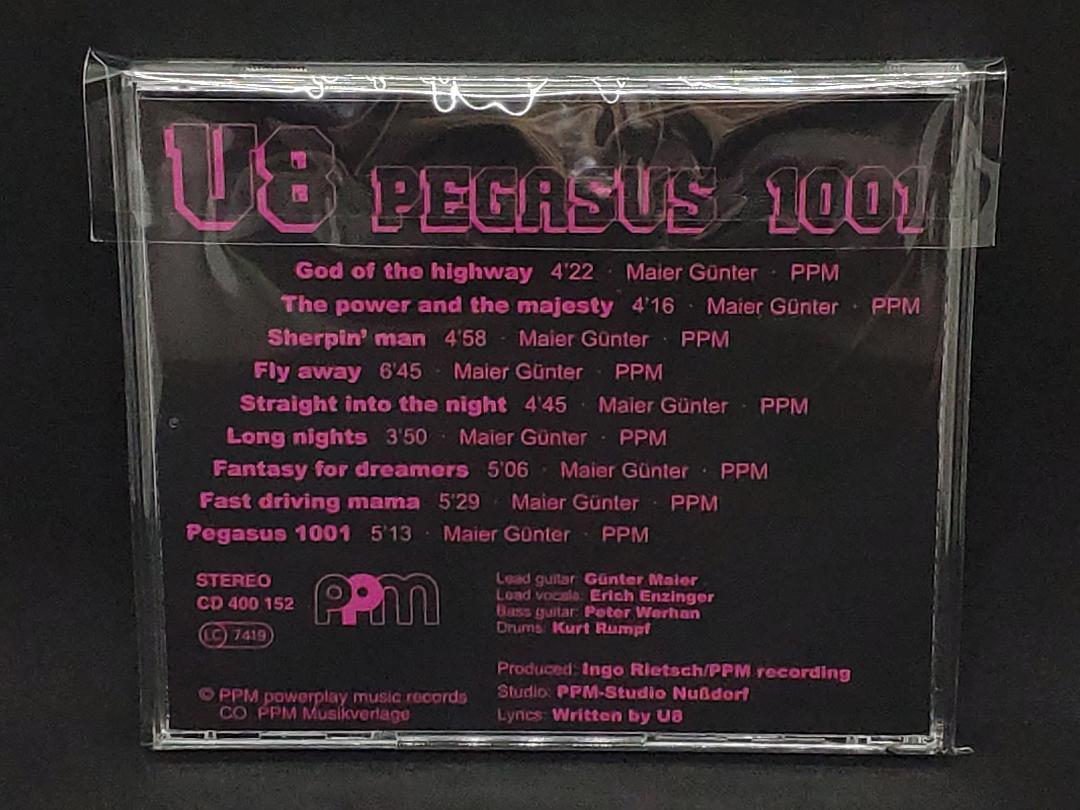 U8 PEGASUS 1001
God of the highway 4'22 · Maier Günter · PPM
The power and the majesty 4'16 · Maier Günter · PPM
Sherpin' man 4'58 · Maier Günter · PPM
Fly away 6'45 · Maier Günter · PPM
Straight into the night 4'45 · Maier Günter · PPM
Long nights 3'50 · Maier Günter · PPM
Fantasy for dreamers 5'06 · Maier Günter · PPM
Fast driving mama 5'29 · Maier Günter · PPM
Pegasus 1001 5'13 · Maier Günter · PPM
STEREO
CD 400 152
LC 7419
ppm
© PPM powerplay music records
CO PPM Musikverlage
Lead guitar: Günter Maier
Lead vocals: Erich Enzinger
Bass guitar: Peter Werhan
Drums: Kurt Rumpf
Produced: Ingo Rietsch/PPM recording
Studio: PPM-Studio Nußdorf
Lyrics: Written by U8